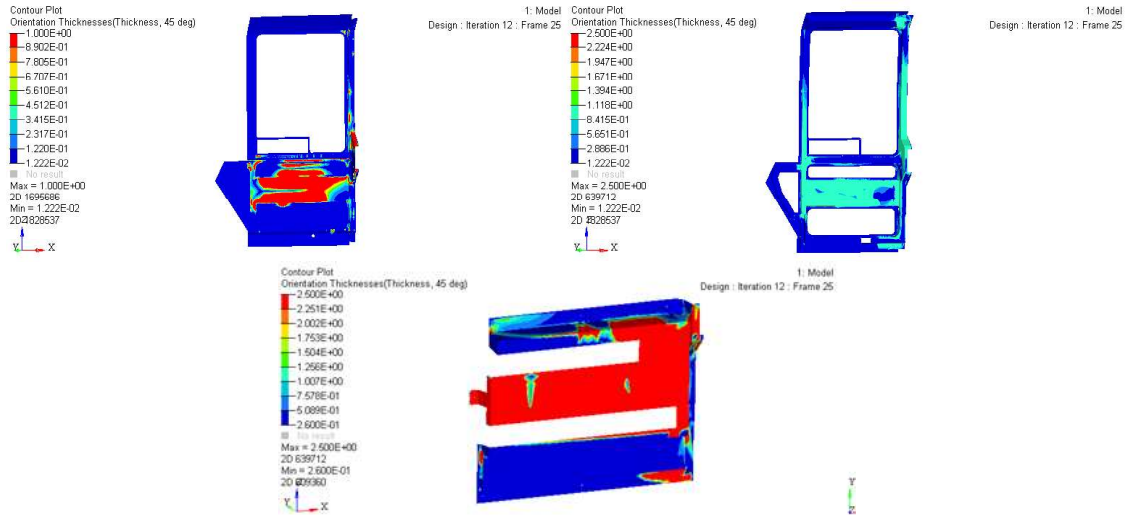 Contour Plot
Orientation Thicknesses(Thickness, 45 deg)
1.000E+00
8.902E-01
7.805E-01
6.707E-01
5.610E-01
4.512E-01
3.415E-01
2.317E-01
1.220E-01
1.222E-02
No result
Max = 1.000E+00
2D 1695686
Min = 1.222E-02
Y X
1: Model
Design : Iteration 12 : Frame 25
Contour Plot
Orientation Thicknesses(Thickness, 45 deg)
2.500E+00
2.224E+00
1.947E+00
1.671E+00
1.394E+00
1.118E+00
8.415E-01
5.651E-01
2.886E-01
1.222E-02
No result
Max = 2.500E+00
2D 639712
Min = 1.222E-02
Y X
1: Model
Design : Iteration 12 : Frame 25
Contour Plot
Orientation Thicknesses(Thickness, 45 deg)
2.500E+00
2.251E+00
2.002E+00
1.753E+00
1.504E+00
1.256E+00
1.007E+00
7.578E-01
5.089E-01
2.600E-01
No result
Max = 2.500E+00
2D 639712
Min = 2.600E-01
Y X
1: Model
Design : Iteration 12 : Frame 25
Y
Z